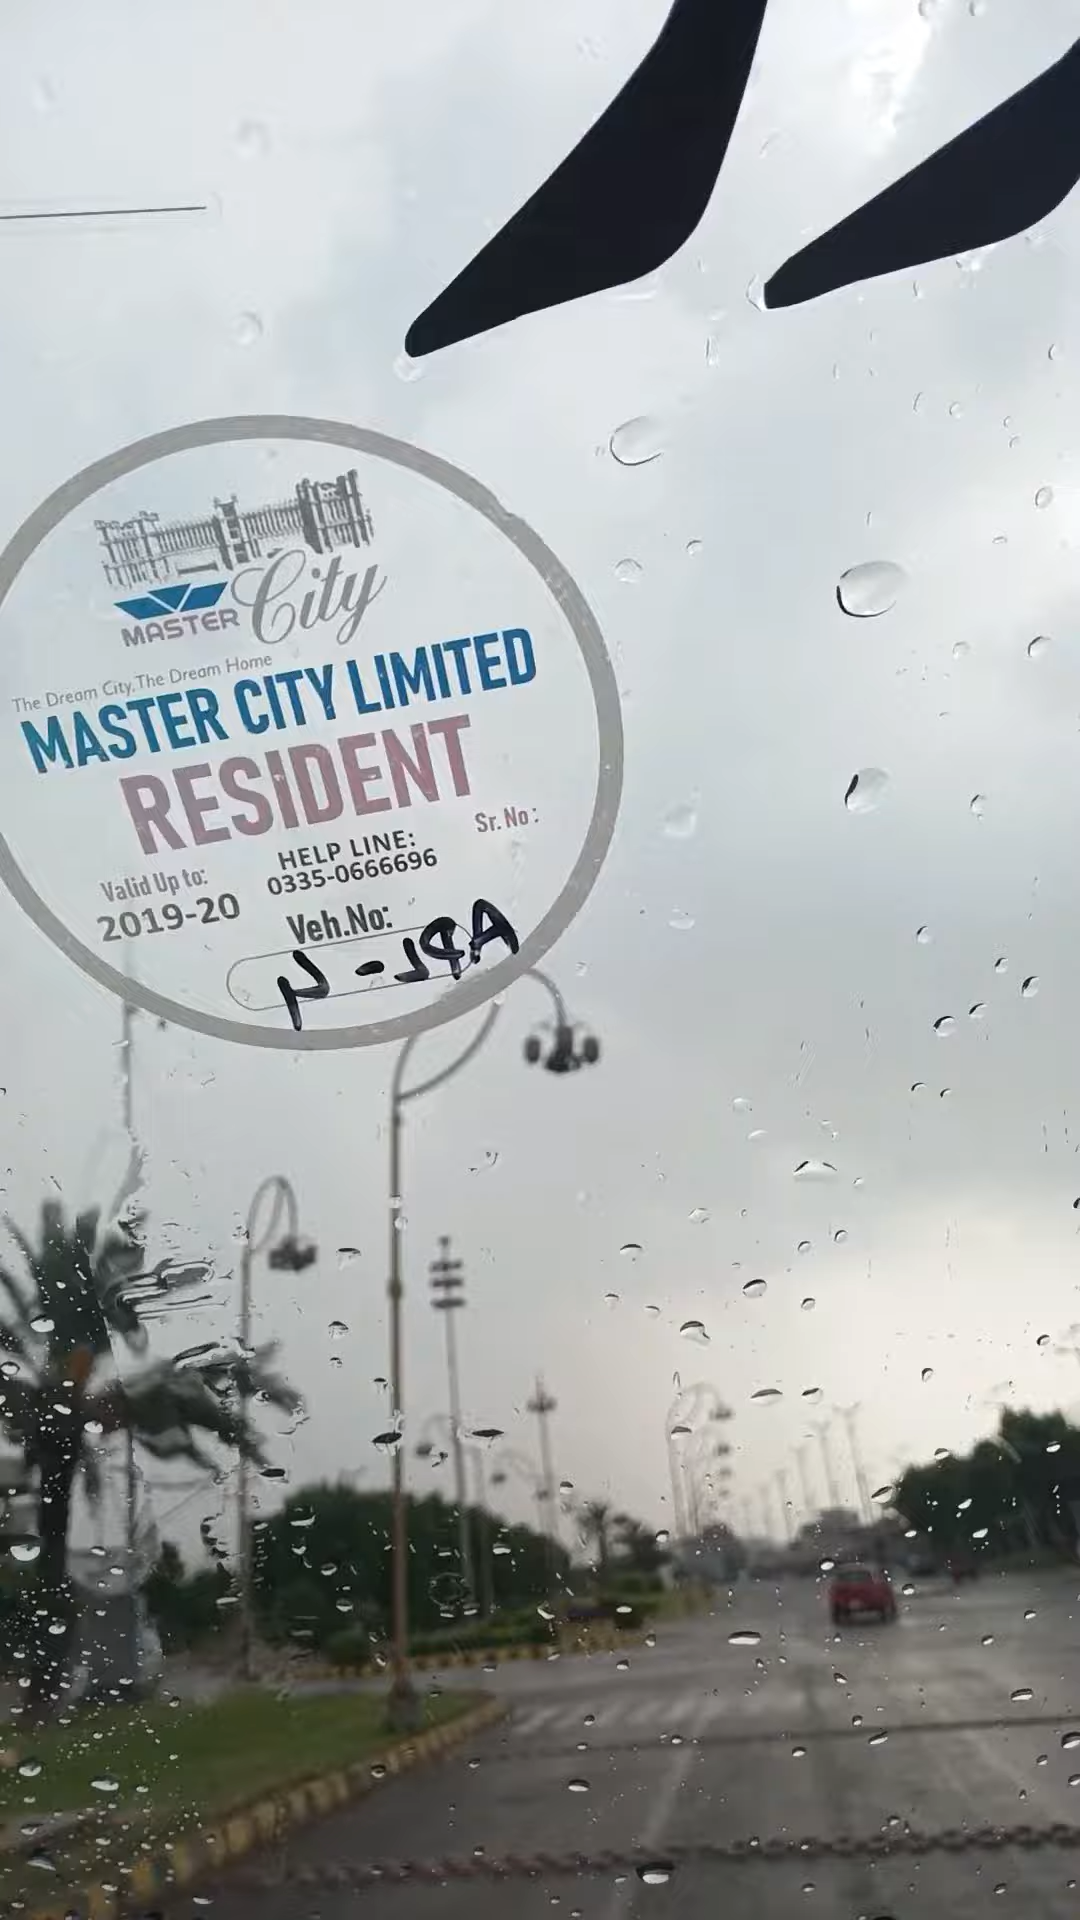 MASTER City
The Dream City, The Dream Home
MASTER CITY LIMITED
RESIDENT
Sr. No :
HELP LINE:
0335-0666696
Valid Up to:
2019-20
Veh.No: